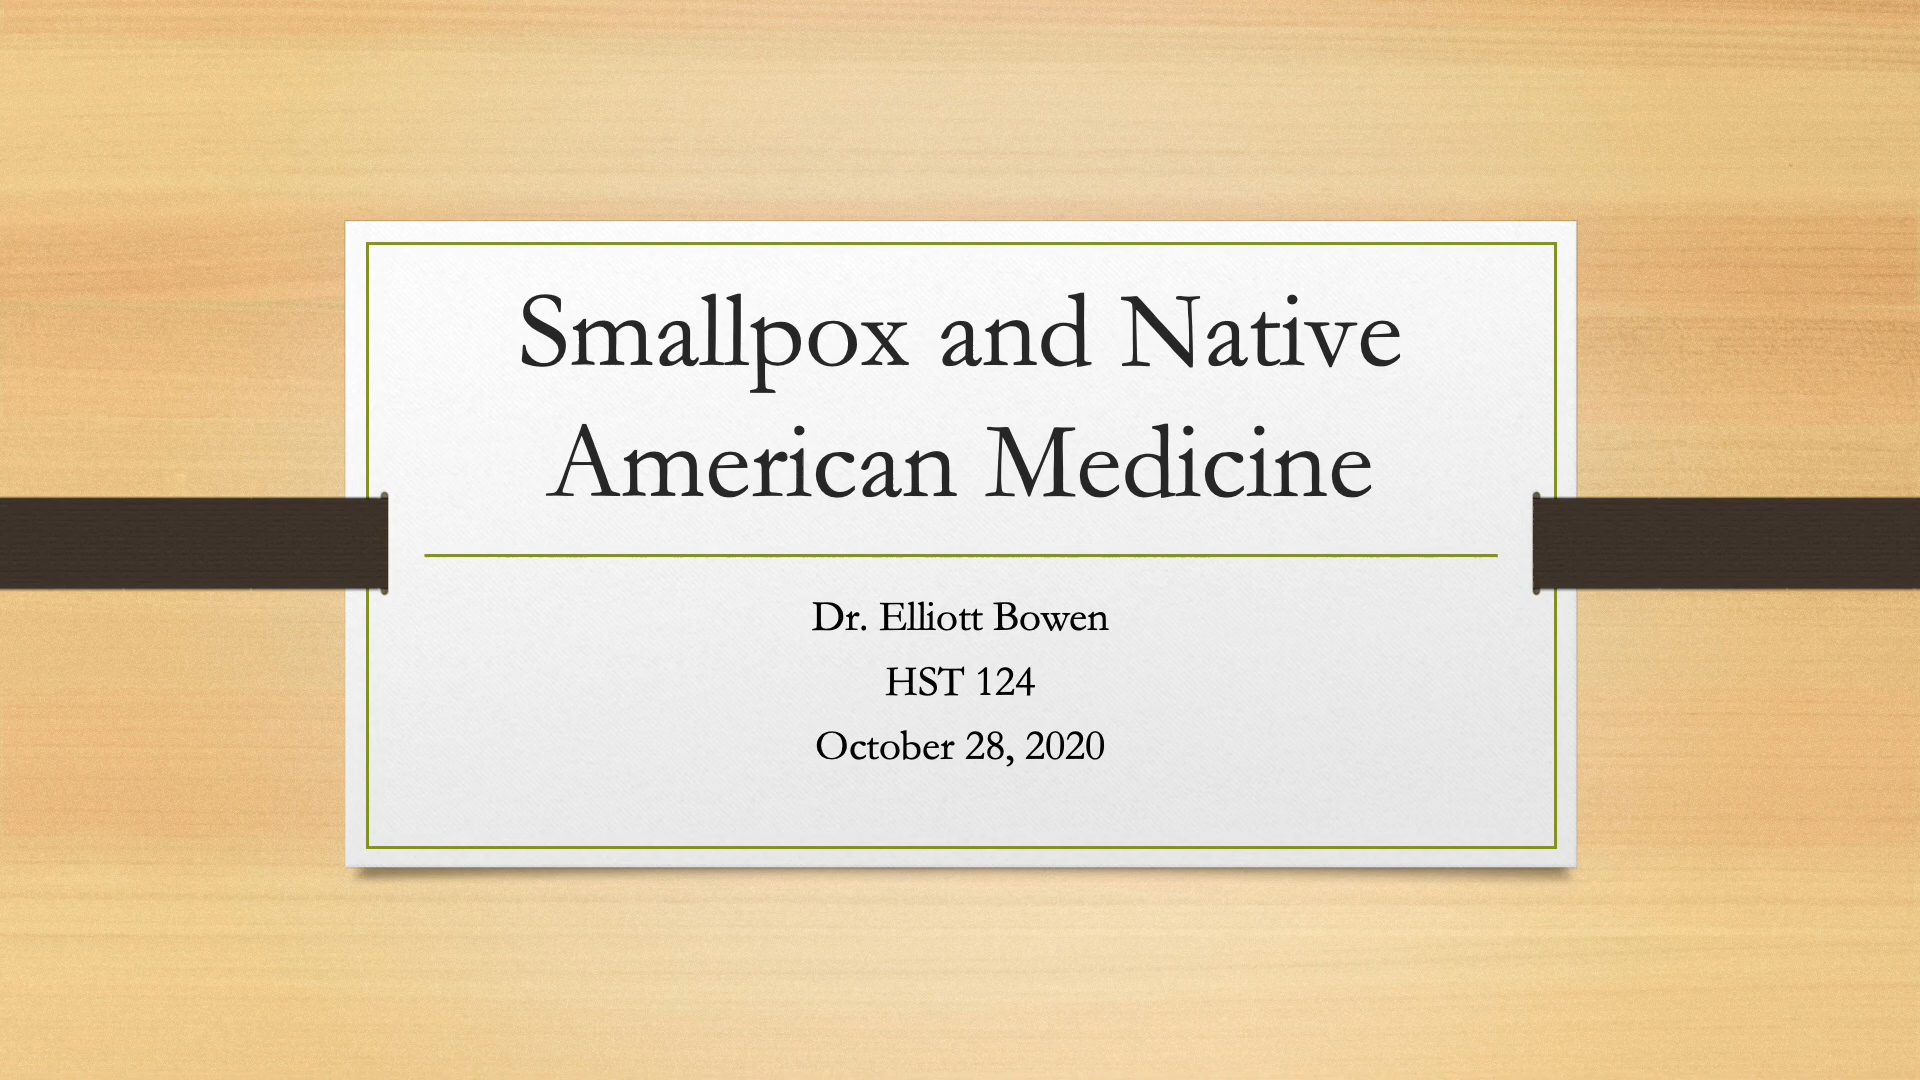 Smallpox and Native
American Medicine
Dr. Elliott Bowen
HST 124
October 28, 2020